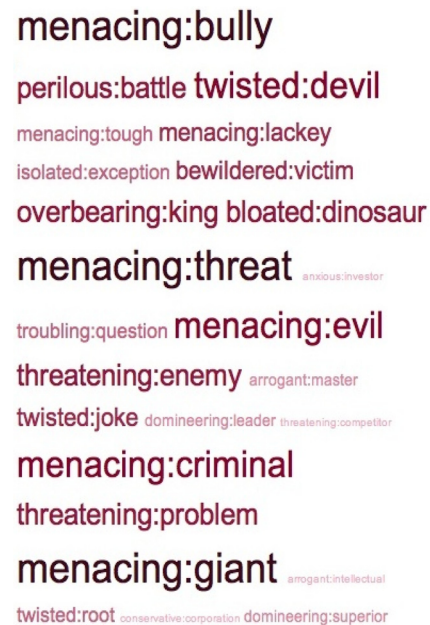 menacing:bully
perilous:battle twisted:devil
menacing:tough menacing:lackey
isolated:exception bewildered:victim
overbearing:king bloated:dinosaur
menacing:threat anxious:investor
troubling:question menacing:evil
threatening:enemy arrogant:master
twisted:joke domineering:leader threatening:competitor
menacing:criminal
threatening:problem
menacing:giant arrogant:intellectual
twisted:root conservative:corporation domineering:superior